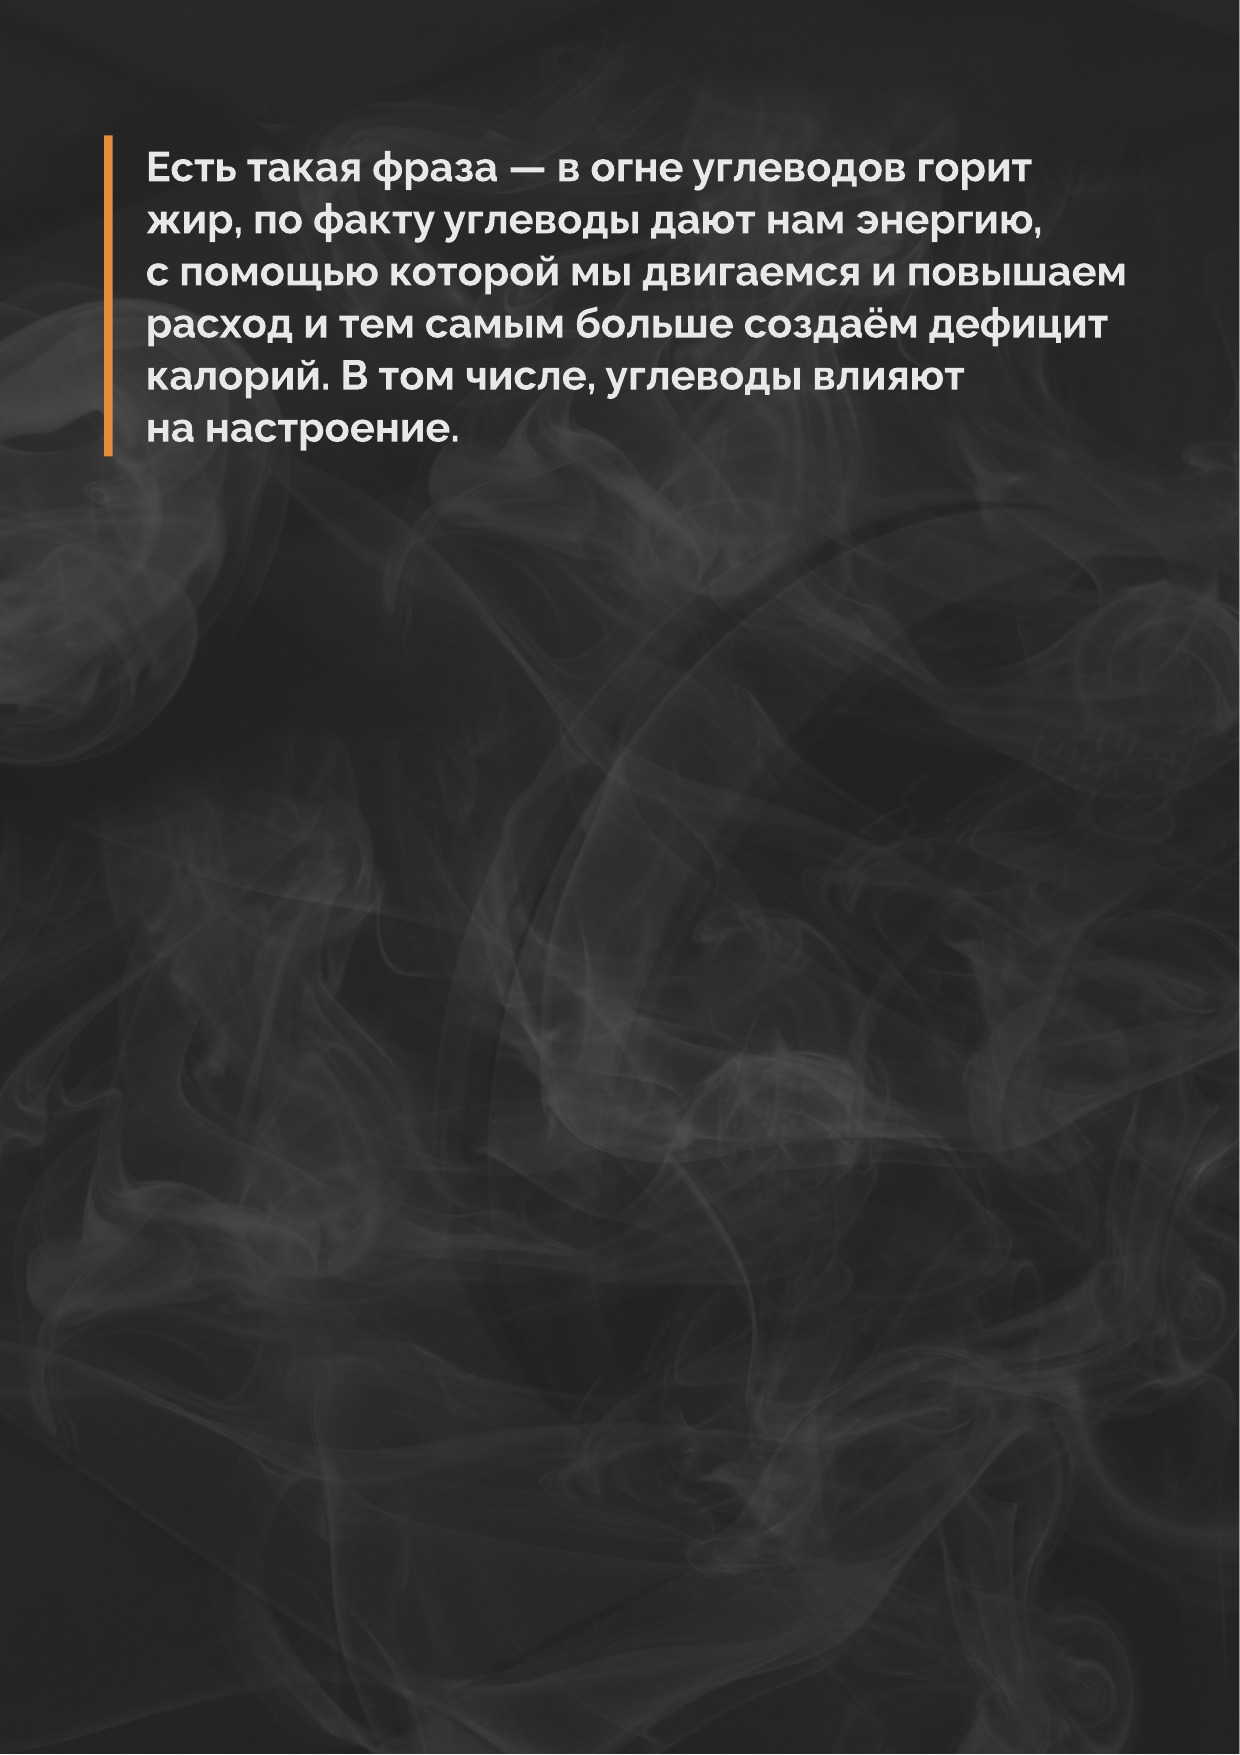 Есть такая фраза — в огне углеводов горит
жир, по факту углеводы дают нам энергию,
с помощью которой мы двигаемся и повышаем
расход и тем самым больше создаём дефицит
калорий. В том числе, углеводы влияют
на настроение.